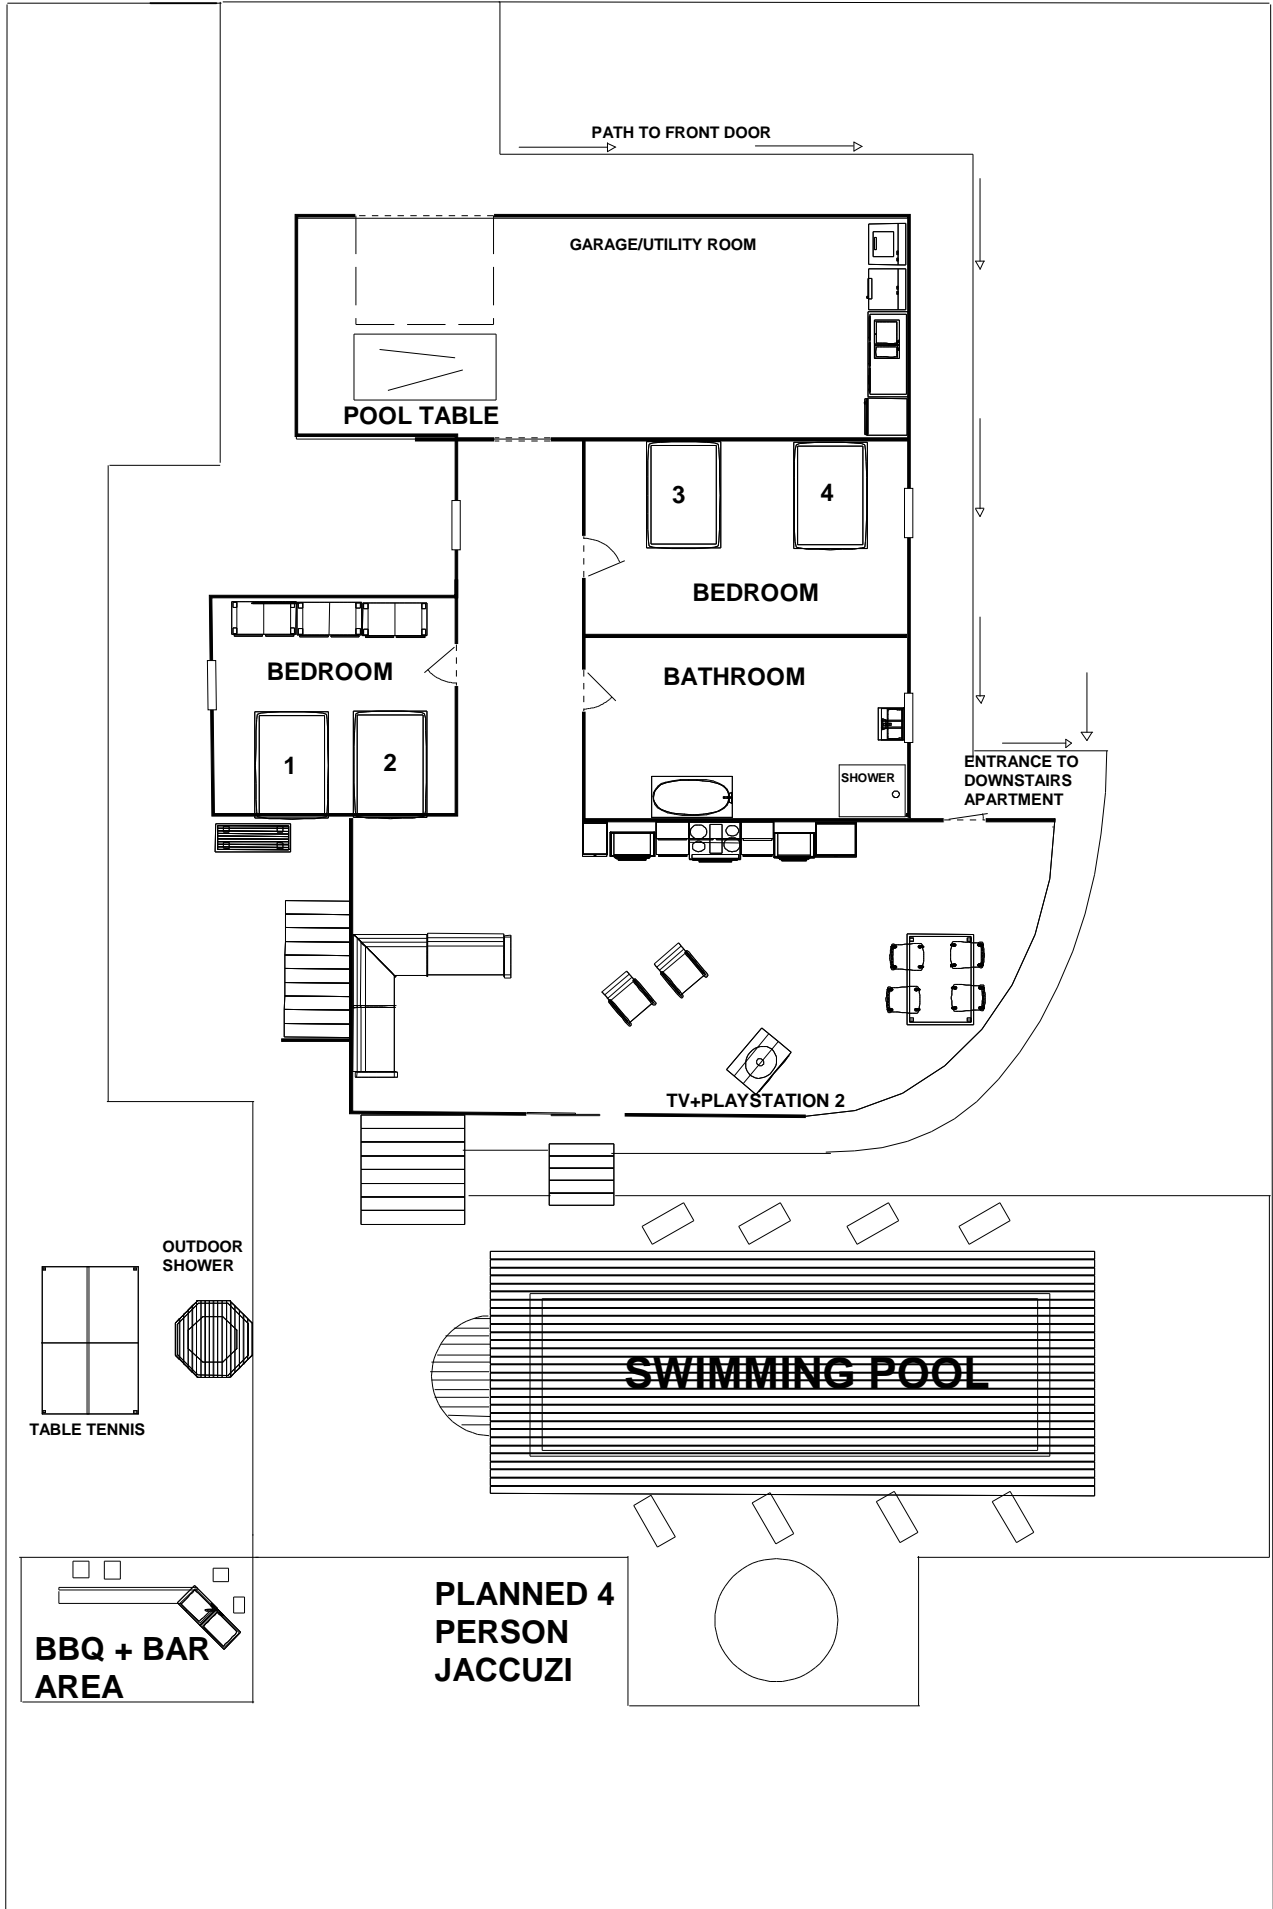 PATH TO FRONT DOOR
GARAGE/UTILITY ROOM
POOL TABLE
3
4
BEDROOM
BEDROOM
BATHROOM
1
2
SHOWER
ENTRANCE TO
DOWNSTAIRS
APARTMENT
TV+PLAYSTATION 2
OUTDOOR
SHOWER
SWIMMING POOL
TABLE TENNIS
BBQ + BAR
AREA
PLANNED 4
PERSON
JACCUZI